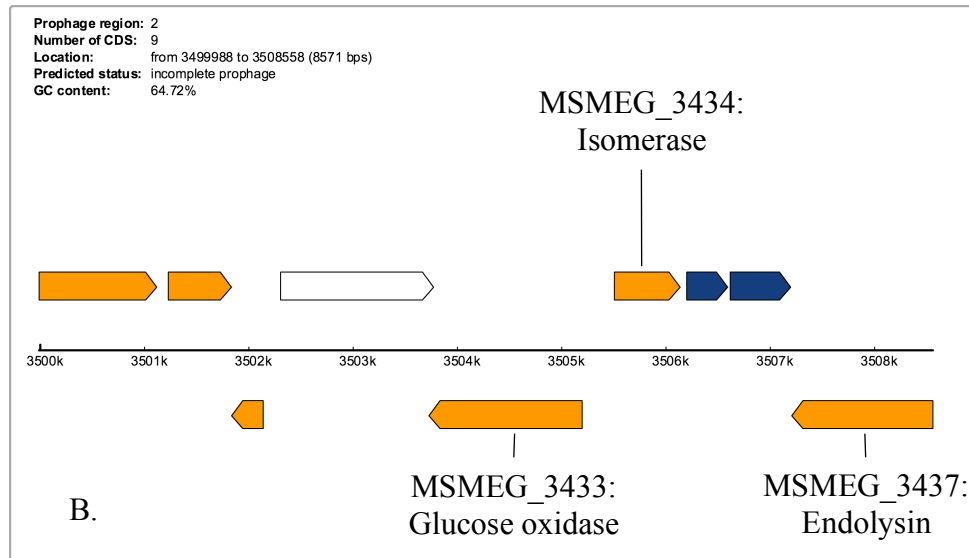 Prophage region: 2
Number of CDS: 9
Location: from 3499988 to 3508558 (8571 bps)
Predicted status: incomplete prophage
GC content: 64.72%
MSMEG_3434:
Isomerase
3500k 3501k 3502k 3503k 3504k 3505k 3506k 3507k 3508k
MSMEG_3433:
Glucose oxidase
MSMEG_3437:
Endolysin
B.